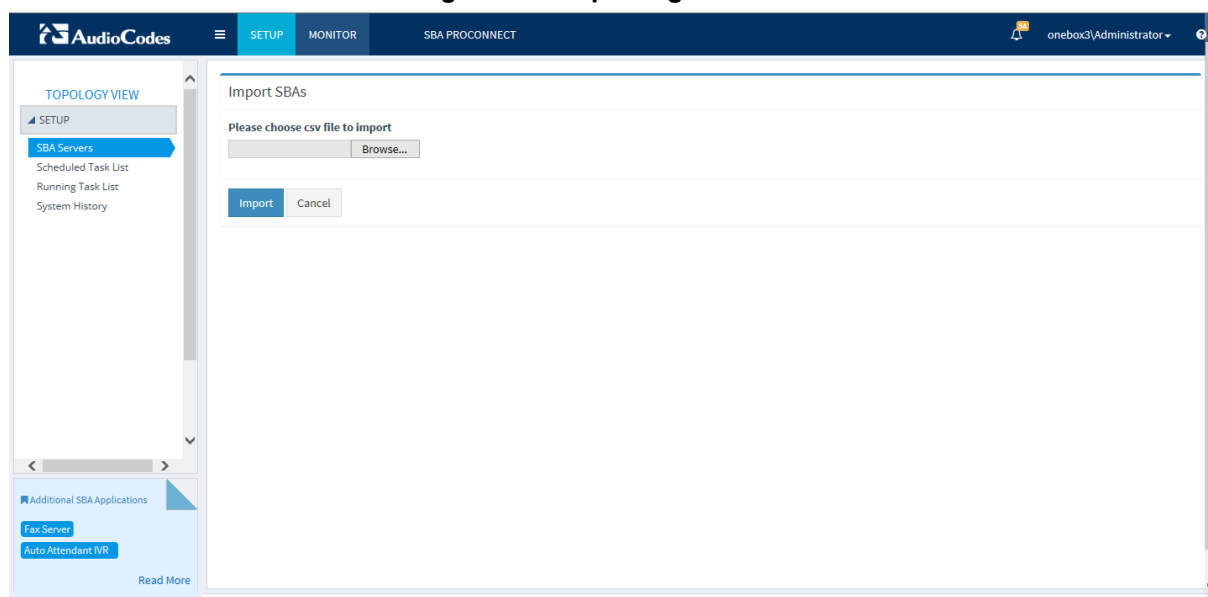 AudioCodes
SETUP
MONITOR
SBA PROCONNECT
54
onebox3\Administrator
TOPOLOGY VIEW
SETUP
SBA Servers
Scheduled Task List
Running Task List
System History
Import SBAs
Please choose csv file to import
Browse...
Import
Cancel
Additional SBA Applications
Fax Server
Auto Attendant IVR
Read More